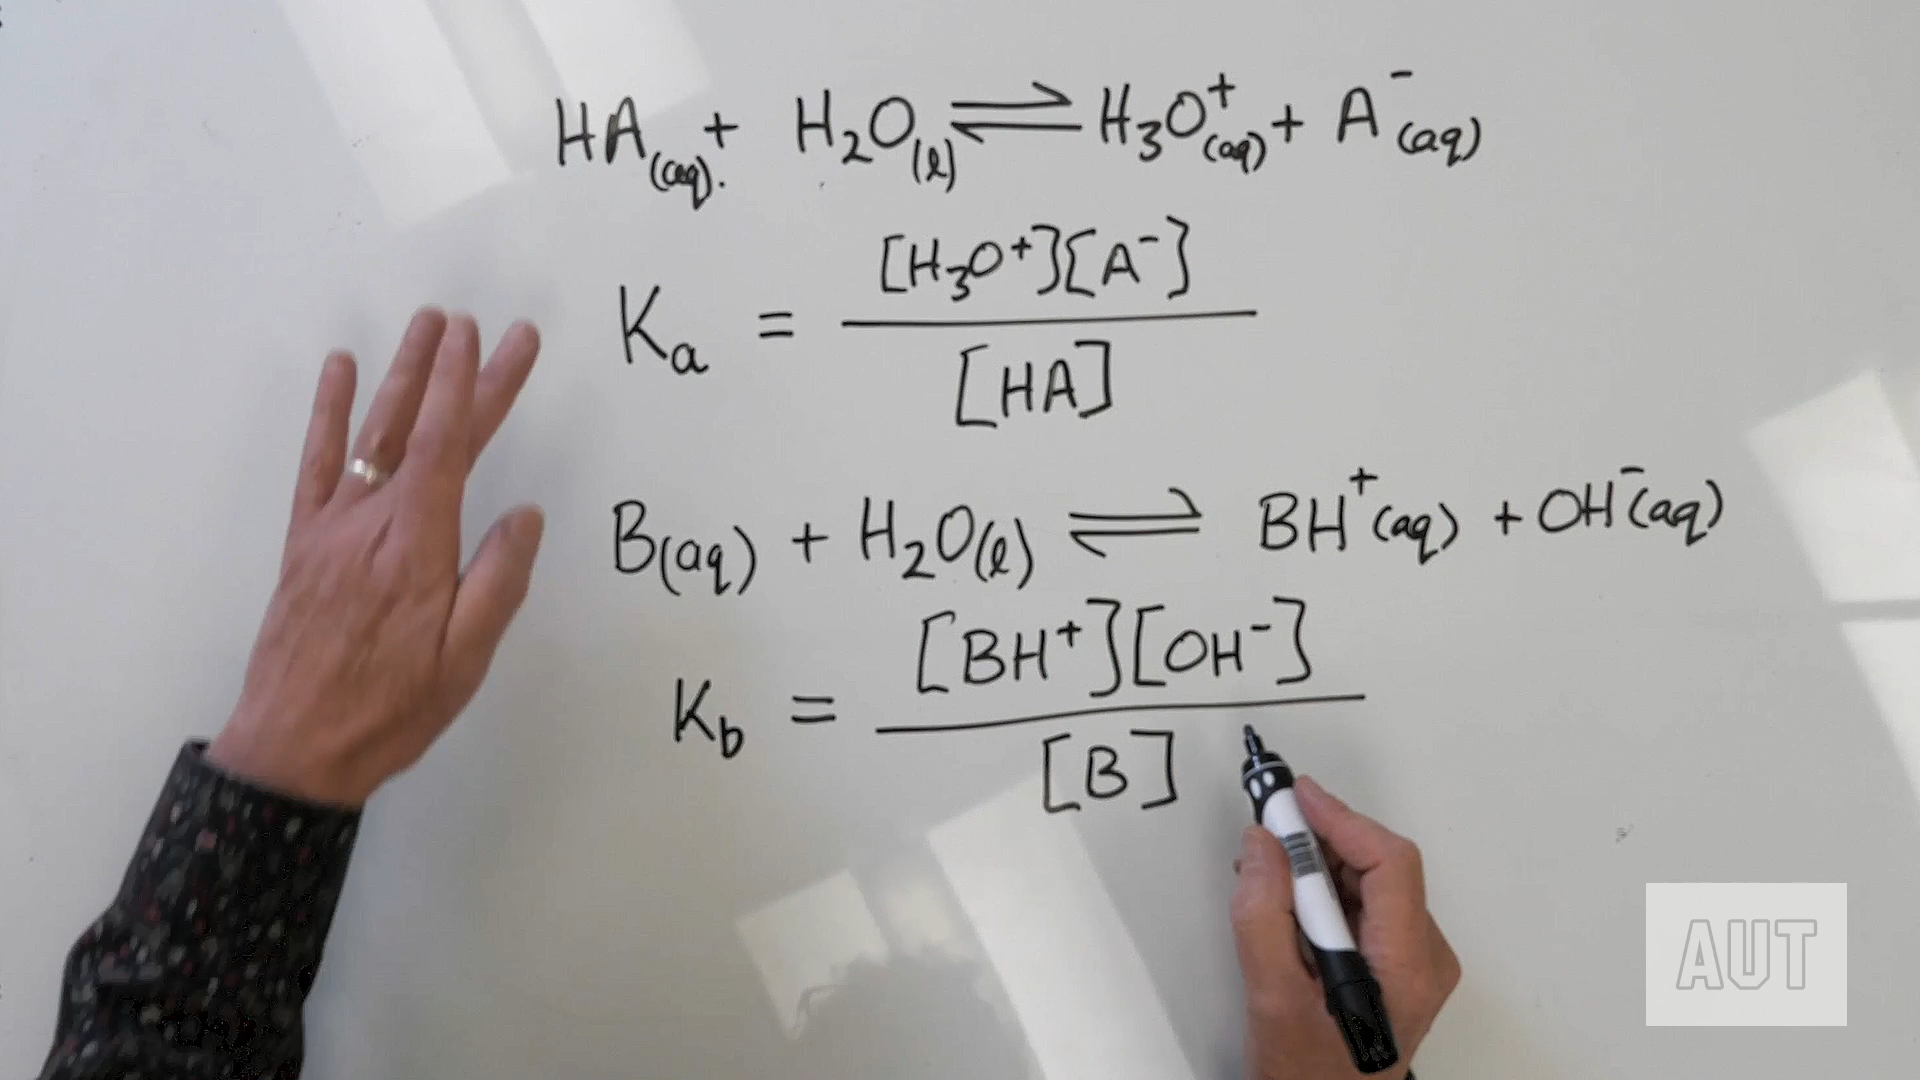 HA(aq). + H2O(l) ⇌ H3O+(aq) + A-(aq)
[H3O+][A-]
Ka =
[HA]
B(aq) + H2O(l) ⇌ BH+(aq) + OH-(aq)
[BH+][OH-]
Kb =
[B]
AUT